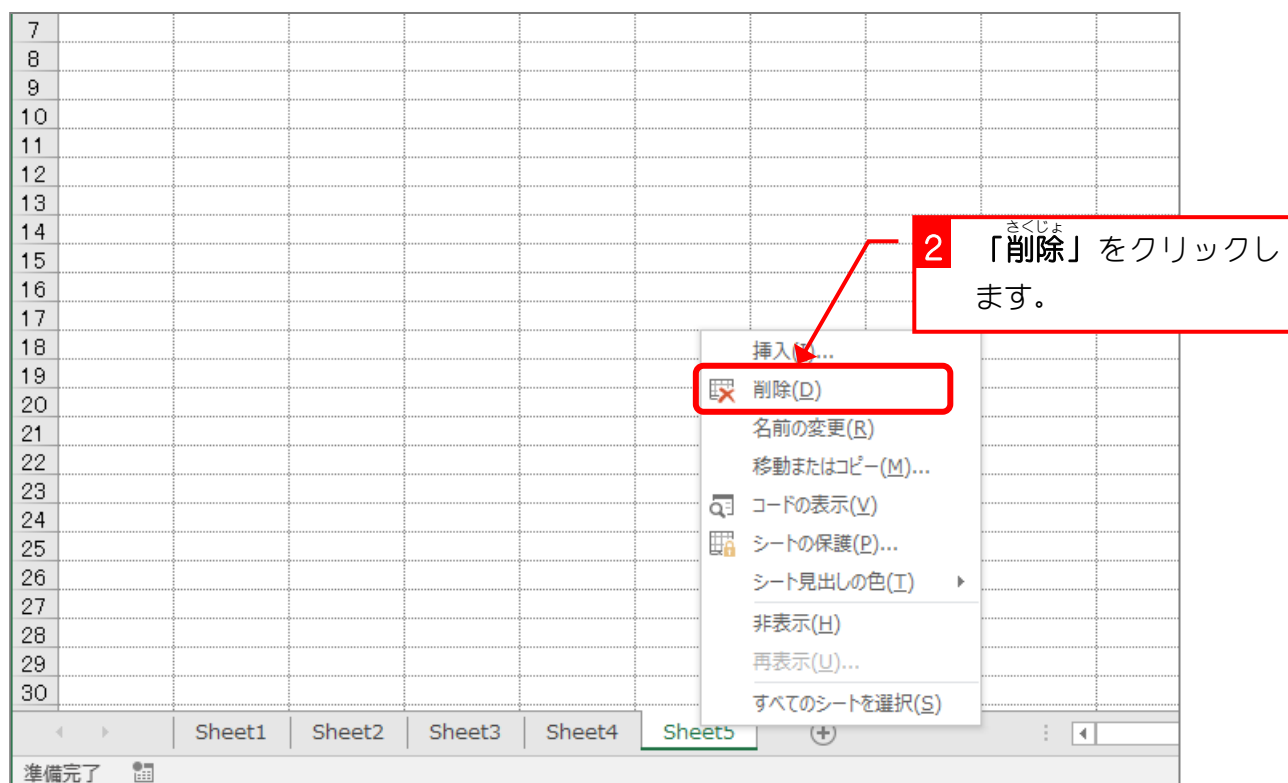 7
8
9
10
11
12
13
14
15
16
17
18
19
20
21
22
23
24
25
26
27
28
29
30
2
さくじょ
「削除」をクリックし
ます。
挿入(I)...
削除(D)
名前の変更(R)
移動またはコピー(M)...
コードの表示(V)
シートの保護(P)...
シート見出しの色(T)
非表示(H)
再表示(U)...
すべてのシートを選択(S)
Sheet1 Sheet2 Sheet3 Sheet4 Sheet5
準備完了